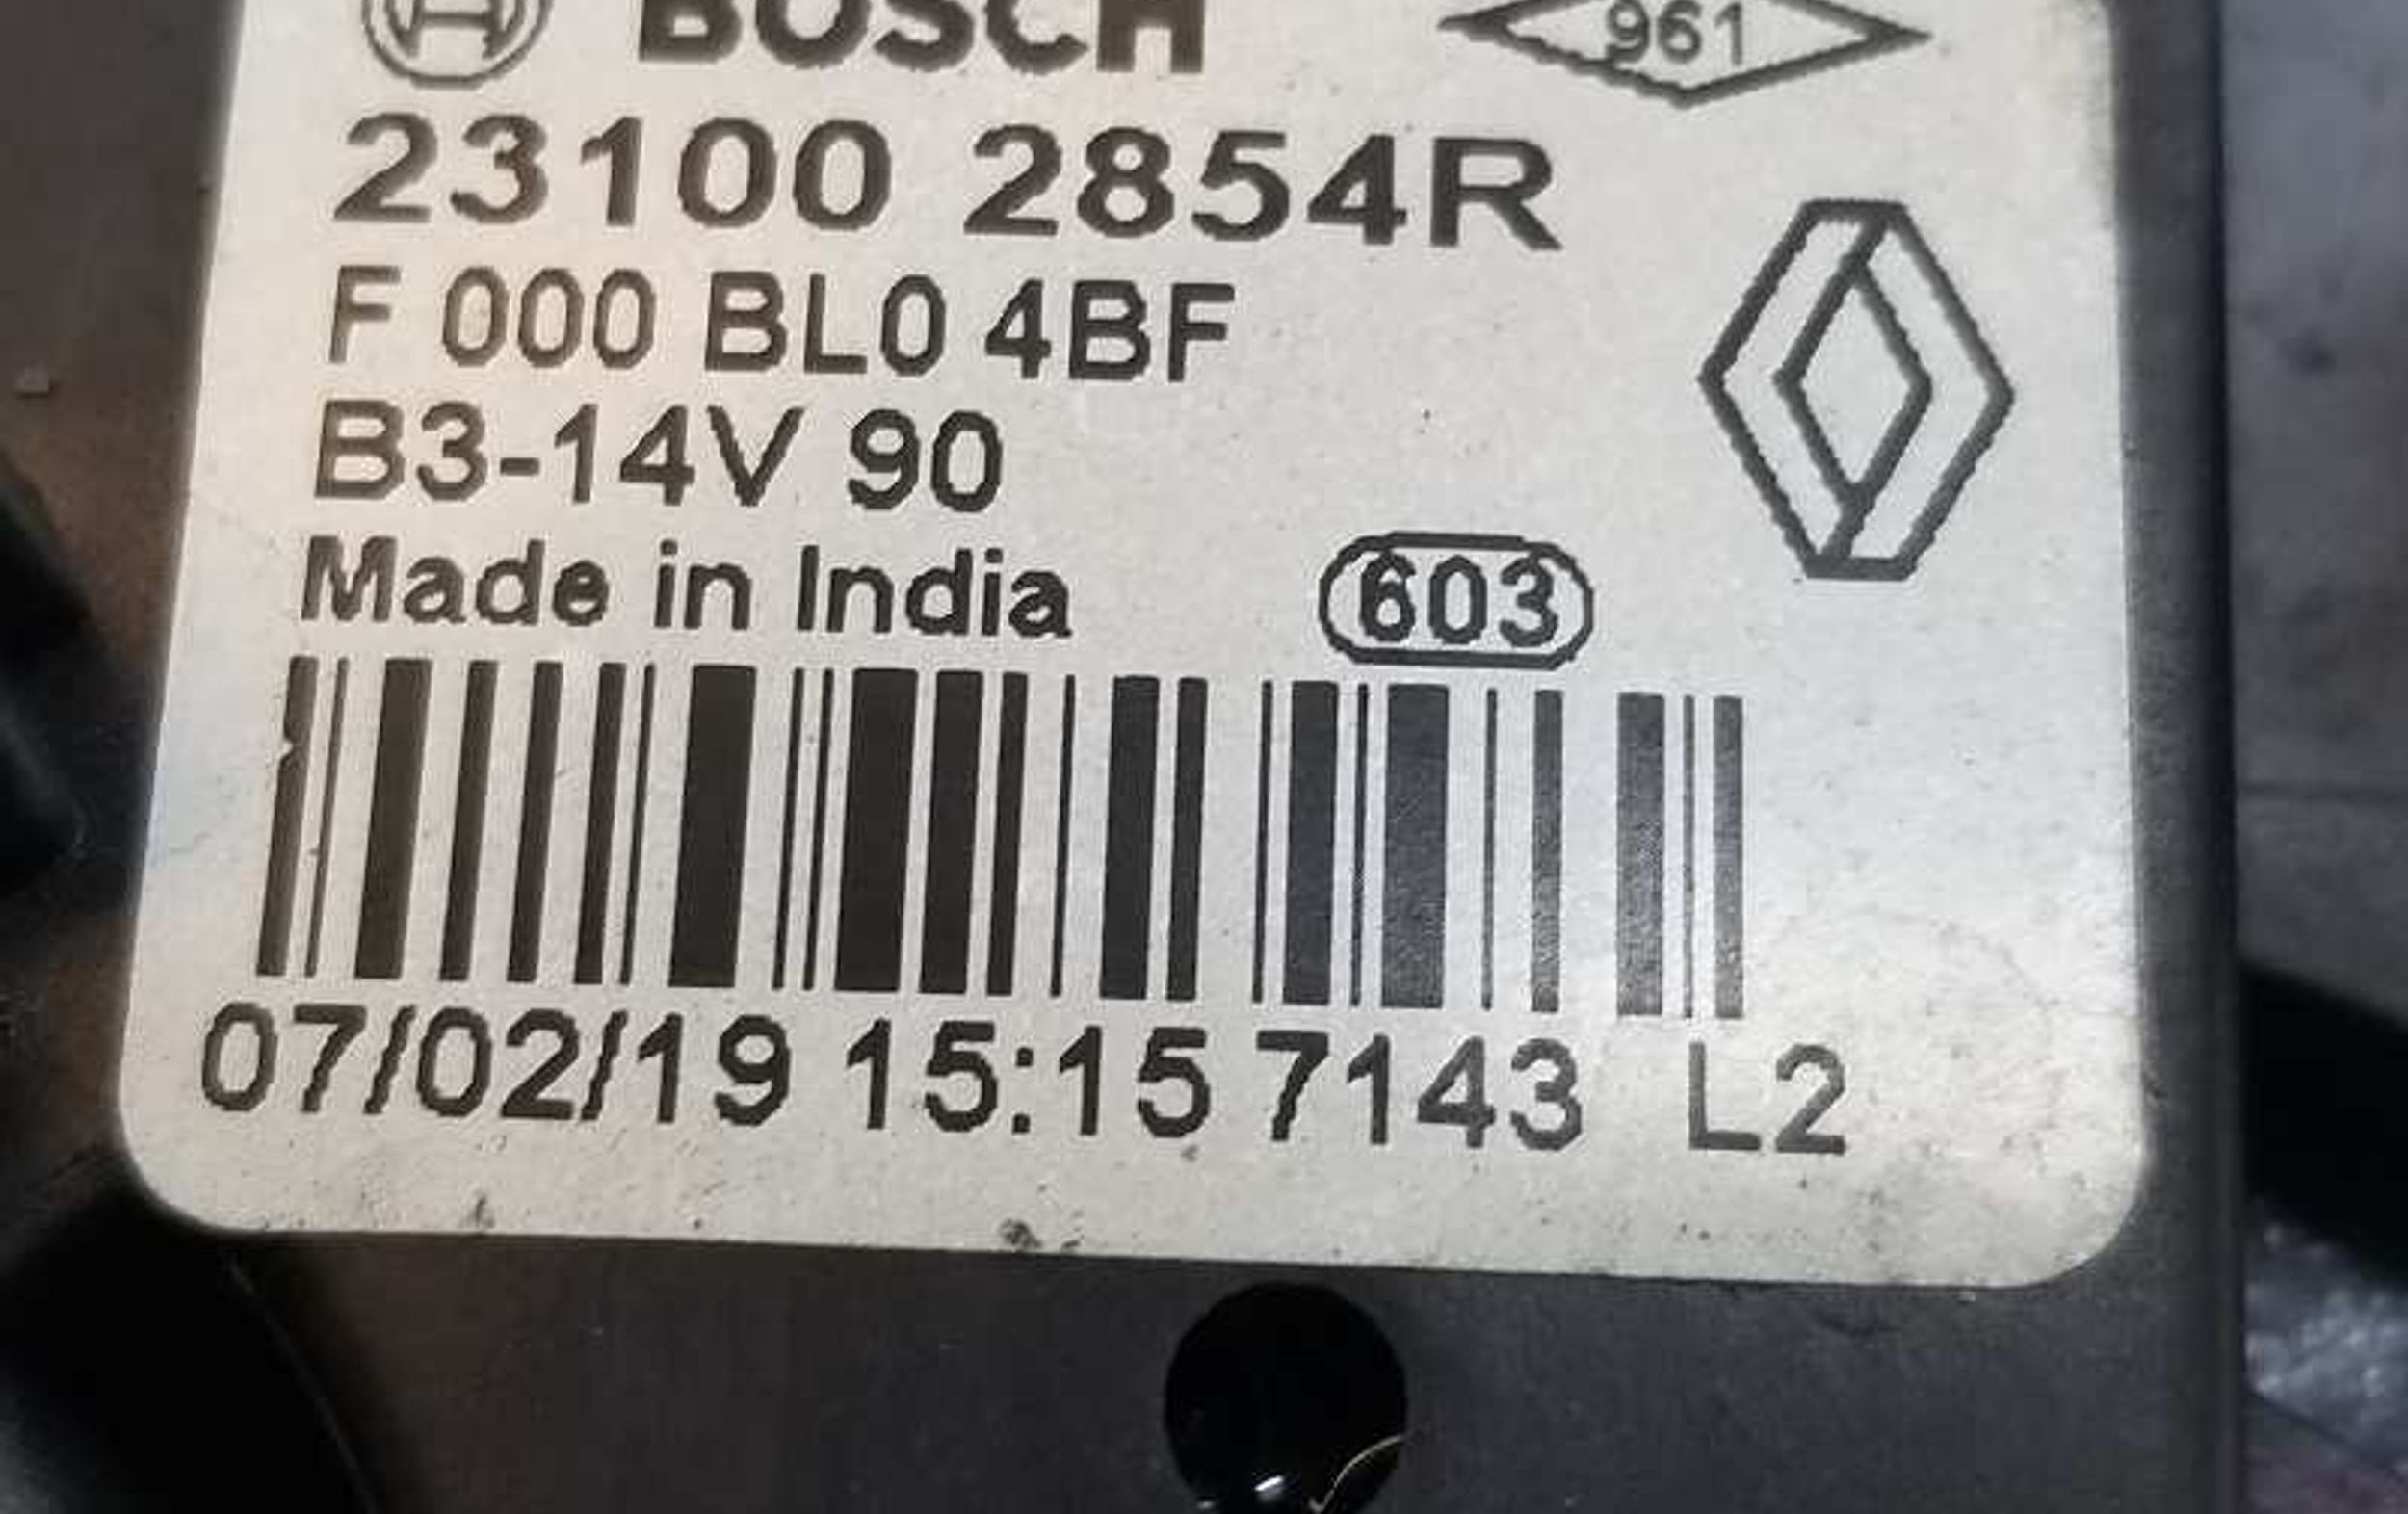 BOSCH
961
23100 2854R
F 000 BL0 4BF
B3-14V 90
Made in India
603
07/02/19 15:15 7143 L2